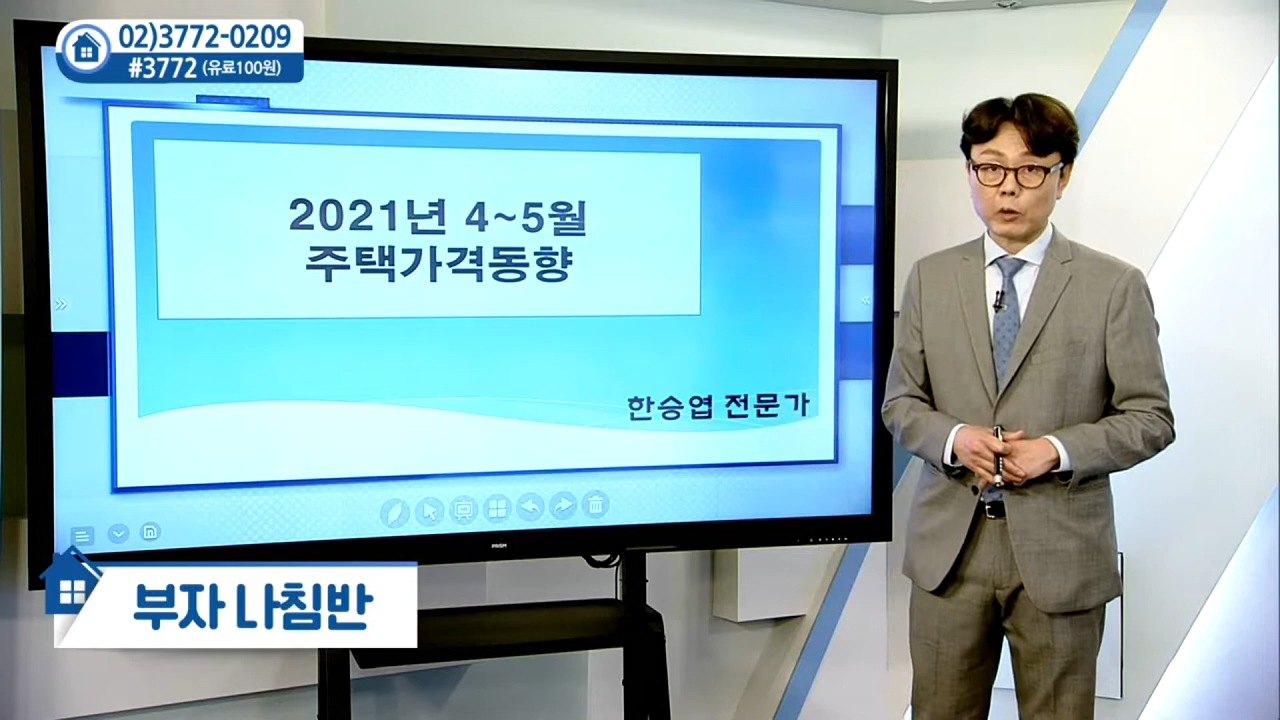 02)3772-0209
#3772 (유료100원)
2021년 4~5월
주택가격동향
한승엽 전문가
PRISM
부자 나침반